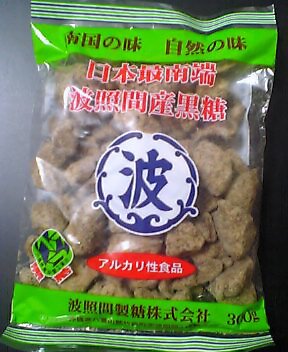 南国の味 自然の味
日本最南端
波照間産黒糖
波
アルカリ性食品
波照間製糖株式会社 300g